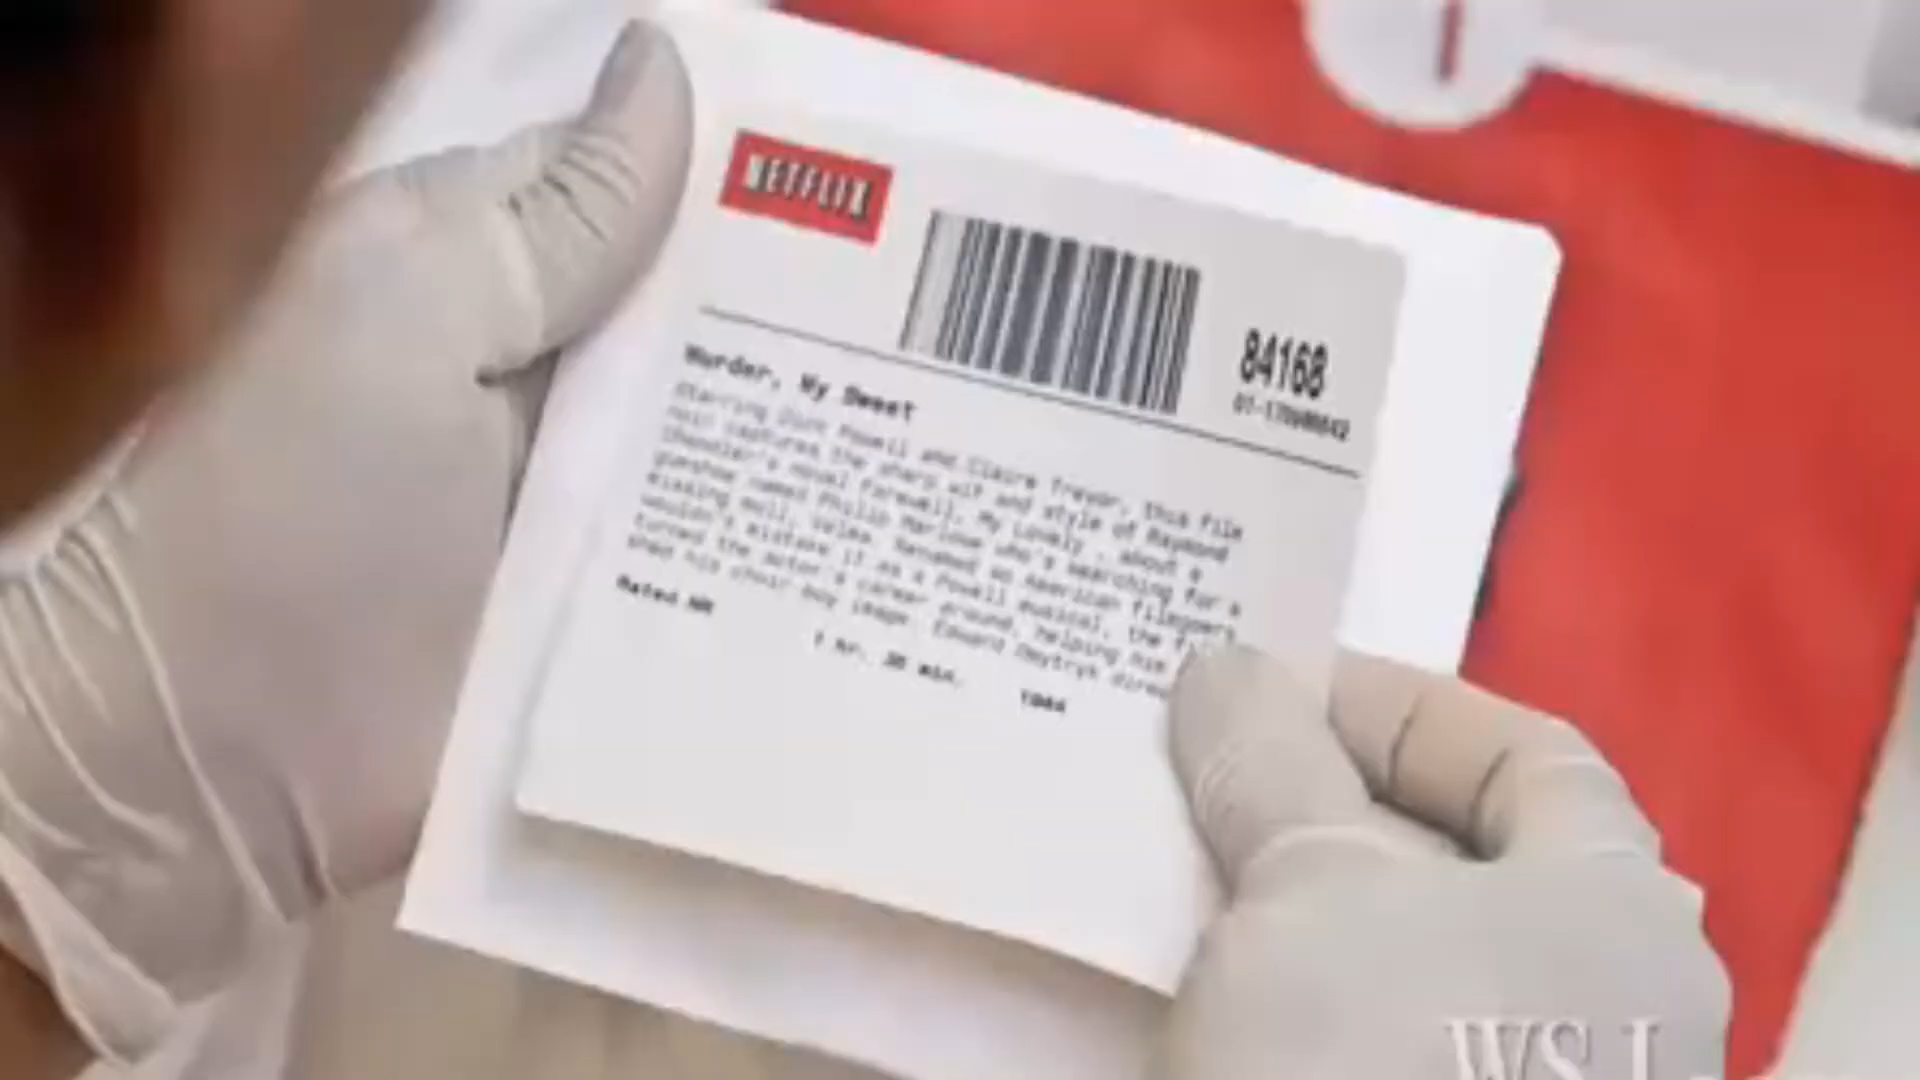 NETFLIX
84168
Murder, My Sweet
Starring Dick Powell and Claire Trevor, this film
noir captures the sharp wit and style of Raymond
Chandler's novel Farewell, My Lovely , about a
gumshoe named Philip Marlowe who's searching for a
missing moll, Velma. Renamed so American filmgoers
wouldn't mistake it as a Powell musical, the
turned the actor's career around, helping him
shed his choir boy image. Edward Dmytryk
Rated NR 1 hr. min. 1944
WSJ